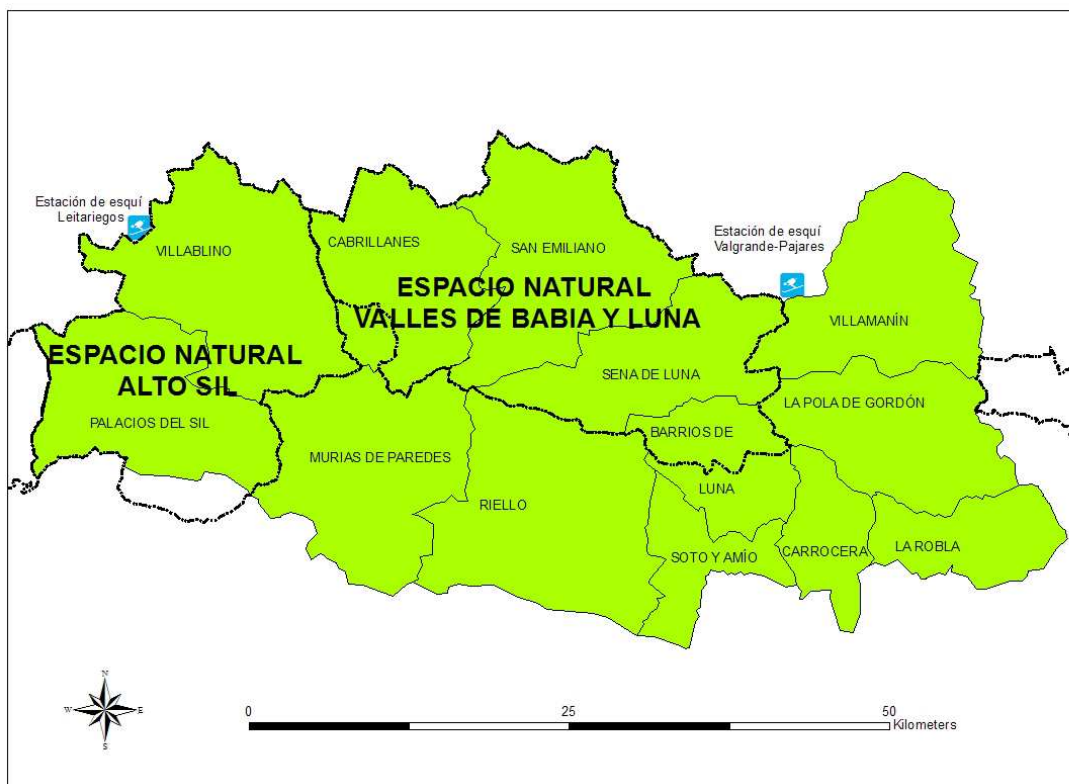 Estación de esquí
Leitariegos
VILLABLINO
CABRILLANES
SAN EMILIANO
Estación de esquí
Valgrande-Pajares
ESPACIO NATURAL
VALLES DE BABIA Y LUNA
VILLAMANÍN
ESPACIO NATURAL
ALTO SIL
SENA DE LUNA
LA POLA DE GORDÓN
PALACIOS DEL SIL
BARRIOS DE
LUNA
MURIAS DE PAREDES
RIELLO
SOTO Y AMÍO
CARROCERA
LA ROBLA
N
W
E
S
0
25
50
Kilometers